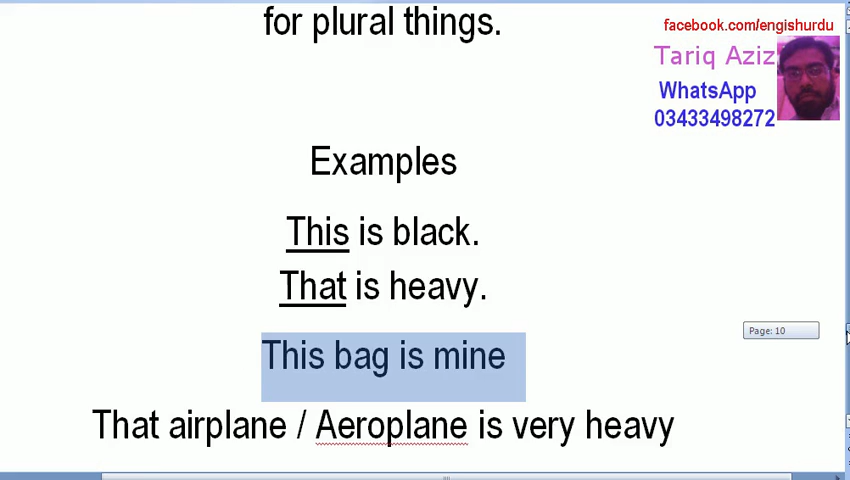 for plural things.
facebook.com/engishurdu
Tariq Aziz
WhatsApp
03433498272
Examples
This is black.
That is heavy.
Page: 10
This bag is mine
That airplane / Aeroplane is very heavy